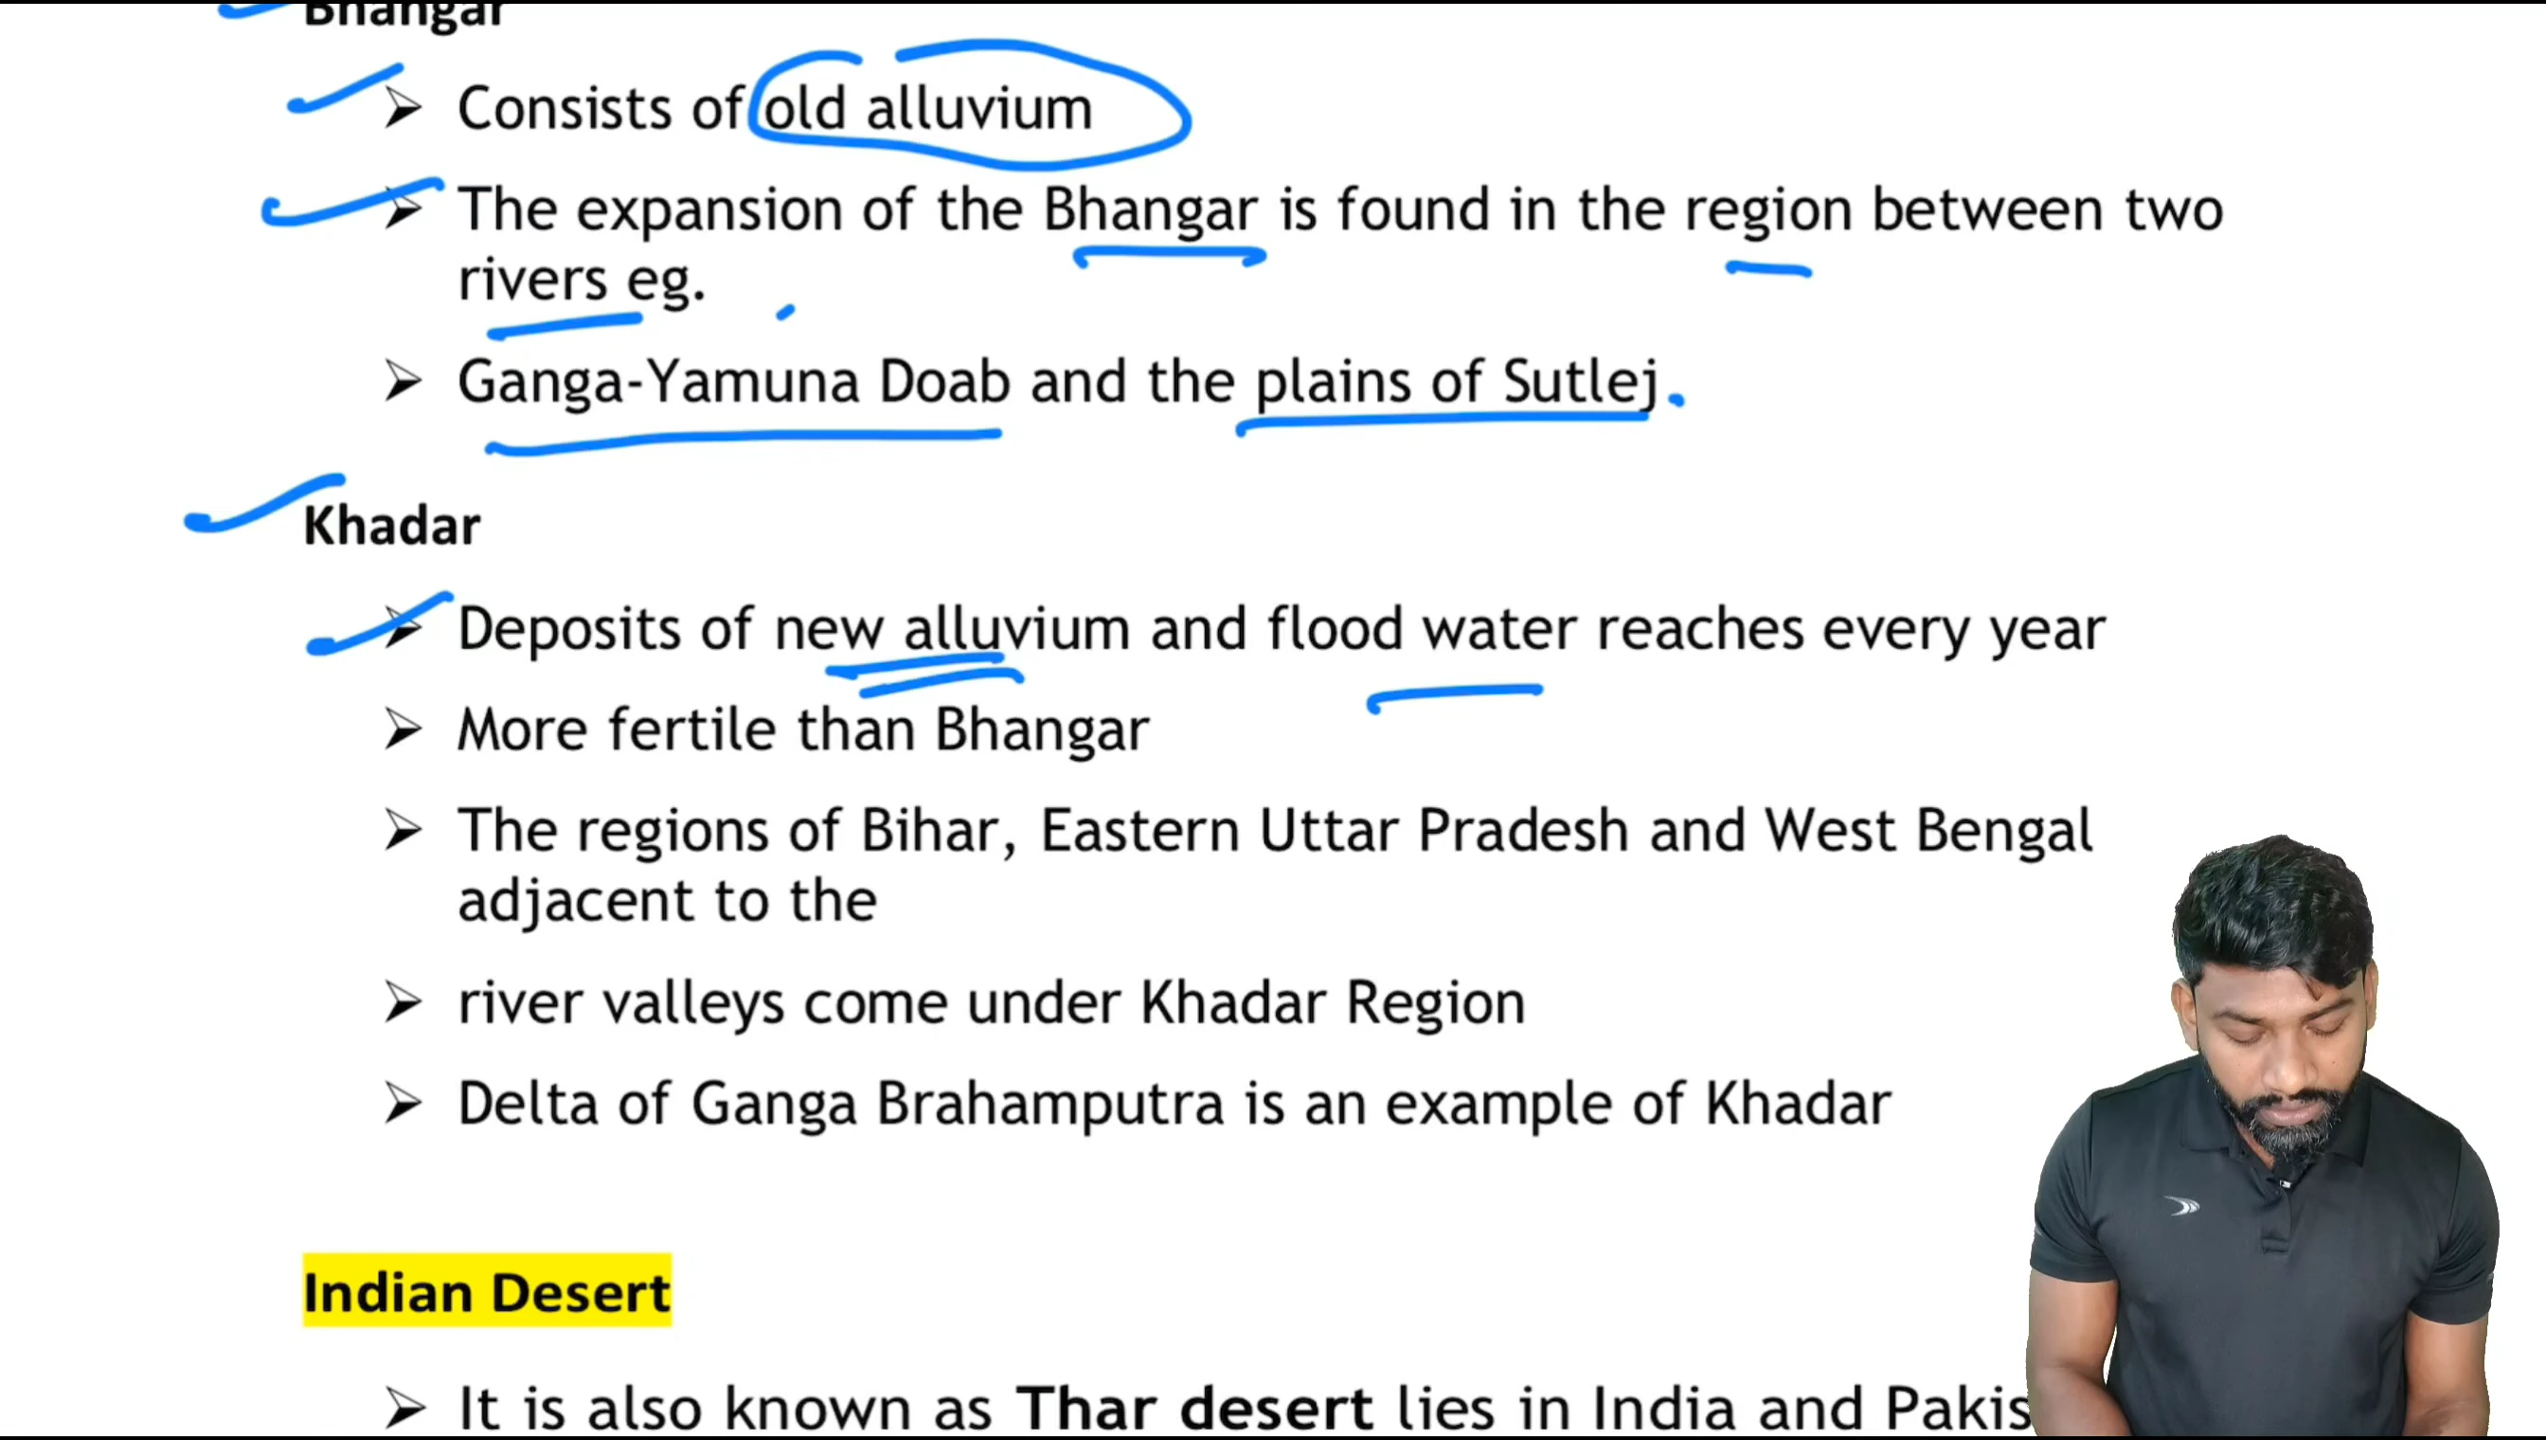 Bhangar
➢ Consists of old alluvium
➢ The expansion of the Bhangar is found in the region between two
rivers eg.
➢ Ganga-Yamuna Doab and the plains of Sutlej.
Khadar
➢ Deposits of new alluvium and flood water reaches every year
➢ More fertile than Bhangar
➢ The regions of Bihar, Eastern Uttar Pradesh and West Bengal
adjacent to the
➢ river valleys come under Khadar Region
➢ Delta of Ganga Brahamputra is an example of Khadar
Indian Desert
➢ It is also known as Thar desert lies in India and Pakis